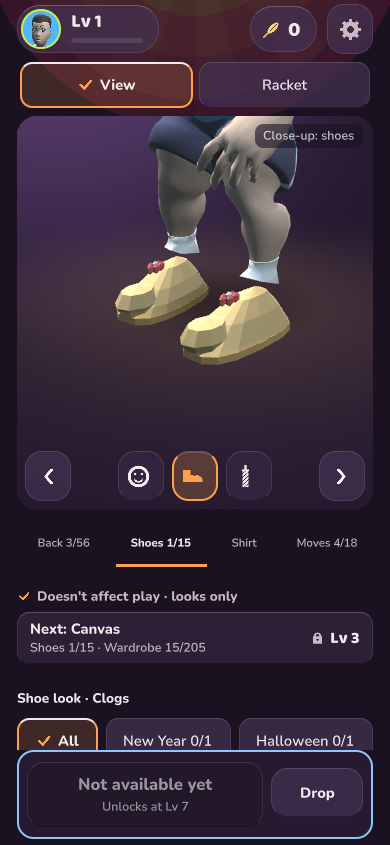 Lv 1
0
View
Racket
Close-up: shoes
Back 3/56
Shoes 1/15
Shirt
Moves 4/18
Doesn't affect play · looks only
Next: Canvas
Shoes 1/15 · Wardrobe 15/205
Lv 3
Shoe look · Clogs
All
New Year 0/1
Halloween 0/1
Not available yet
Unlocks at Lv 7
Drop